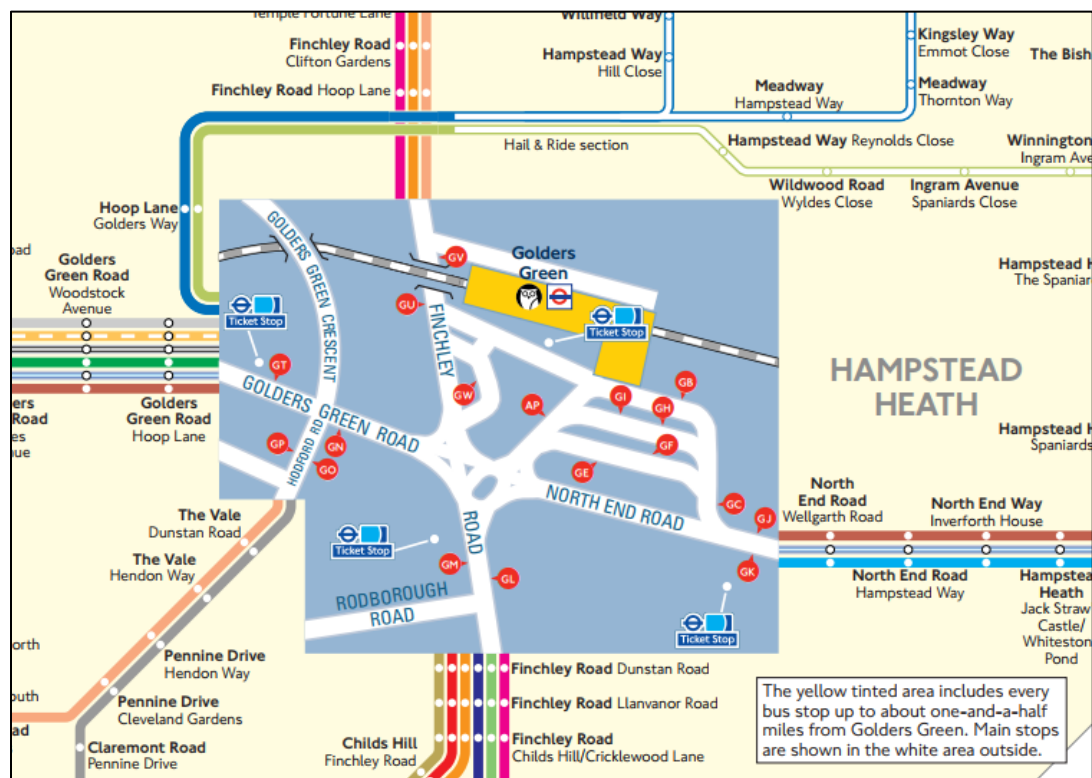 Temple Fortune Lane
Finchley Road
Clifton Gardens
Finchley Road Hoop Lane
Willifield Way
Hampstead Way
Hill Close
Meadway
Hampstead Way
Kingsley Way
Emmot Close
The Bish
Meadway
Thornton Way
Hail & Ride section
Hampstead Way Reynolds Close
Winnington
Ingram Ave
Wildwood Road
Wyldes Close
Ingram Avenue
Spaniards Close
Hoop Lane
Golders Way
oad
Golders
Green Road
Woodstock
Avenue
Hampstead H
The Spaniar
GOLDERS GREEN CRESCENT
GV
Golders
Green
GU
FINCHLEY
Ticket Stop
Ticket Stop
GT
GOLDERS GREEN ROAD
GW
AP
GI
GB
GH
GF
GE
GP
GN
GO
HODFORD RD
NORTH END ROAD
GC
GJ
GK
ROAD
Ticket Stop
GM
GL
RODBOROUGH
ROAD
Ticket Stop
HAMPSTEAD
HEATH
ders
Road
es
nue
Golders
Green Road
Hoop Lane
Hampstead H
Spaniards
North
End Road
Wellgarth Road
North End Way
Inverforth House
North End Road
Hampstead Way
Hampstea
Heath
Jack Straw
Castle/
Whiteston
Pond
The Vale
Dunstan Road
The Vale
Hendon Way
orth
Pennine Drive
Hendon Way
outh
Pennine Drive
Cleveland Gardens
ad
Claremont Road
Pennine Drive
Finchley Road Dunstan Road
Finchley Road Llanvanor Road
Finchley Road
Childs Hill/Cricklewood Lane
Childs Hill
Finchley Road
The yellow tinted area includes every
bus stop up to about one-and-a-half
miles from Golders Green. Main stops
are shown in the white area outside.